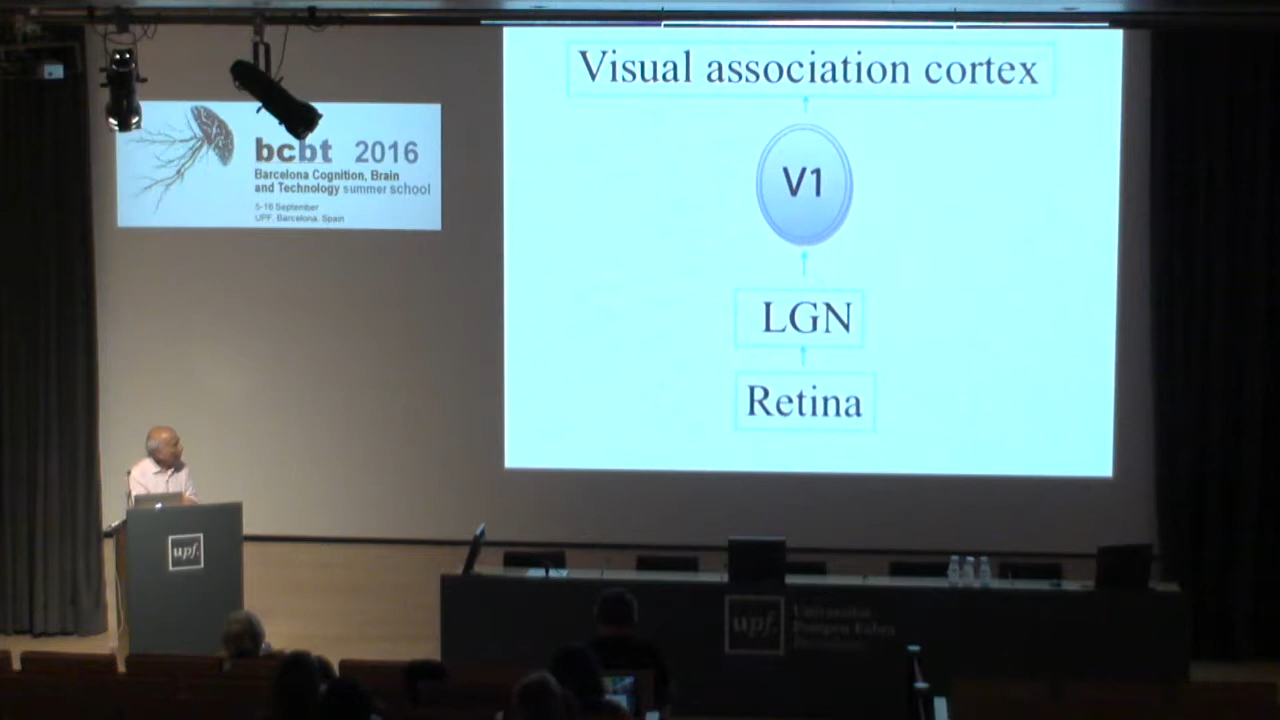 bcbt 2016
Barcelona Cognition, Brain
and Technology summer school
5-16 September
UPF. Barcelona. Spain
Visual association cortex
V1
LGN
Retina
upf.
upf.
Universitat
Pompeu Fabra
Barcelona